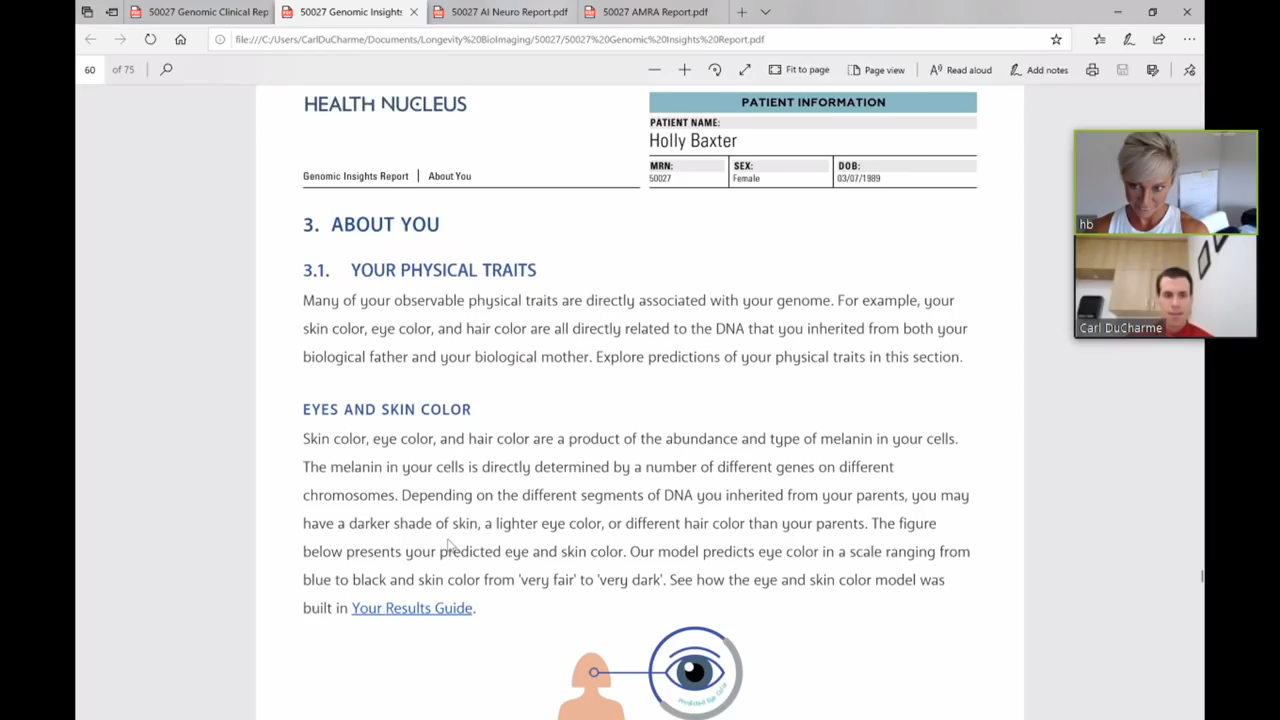 50027 Genomic Clinical Rep
50027 Genomic Insights
50027 AI Neuro Report.pdf
50027 AMRA Report.pdf
file:///C:/Users/CarlDuCharme/Documents/Longevity%20BioImaging/50027/50027%20Genomic%20Insights%20Report.pdf
60 of 75
Fit to page
Page view
Read aloud
Add notes
HEALTH NUCLEUS
PATIENT INFORMATION
PATIENT NAME:
Holly Baxter
MRN: SEX: DOB:
50027 Female 03/07/1989
Genomic Insights Report | About You
3. ABOUT YOU
3.1. YOUR PHYSICAL TRAITS
Many of your observable physical traits are directly associated with your genome. For example, your
skin color, eye color, and hair color are all directly related to the DNA that you inherited from both your
biological father and your biological mother. Explore predictions of your physical traits in this section.
EYES AND SKIN COLOR
Skin color, eye color, and hair color are a product of the abundance and type of melanin in your cells.
The melanin in your cells is directly determined by a number of different genes on different
chromosomes. Depending on the different segments of DNA you inherited from your parents, you may
have a darker shade of skin, a lighter eye color, or different hair color than your parents. The figure
below presents your predicted eye and skin color. Our model predicts eye color in a scale ranging from
blue to black and skin color from 'very fair' to 'very dark'. See how the eye and skin color model was
built in Your Results Guide.
Predicted Eye Color
hb
Carl DuCharme